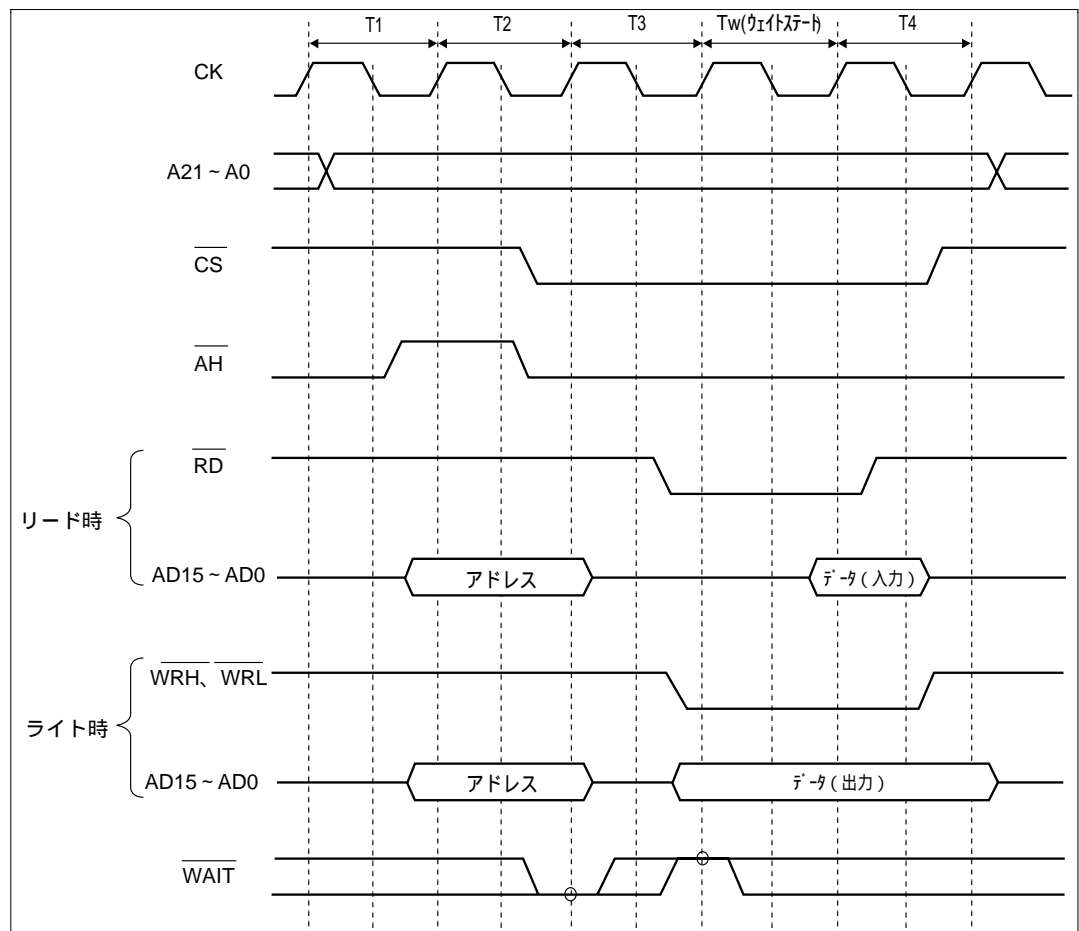 T1 T2 T3 Tw(ｳｪｲﾄｽﾃｰﾄ) T4
CK
A21 ~ A0
CS
AH
リード時
RD
AD15 ~ AD0 アドレス ﾃﾞｰﾀ ( 入力 )
ライト時
WRH、WRL
AD15 ~ AD0 アドレス ﾃﾞｰﾀ ( 出力 )
WAIT